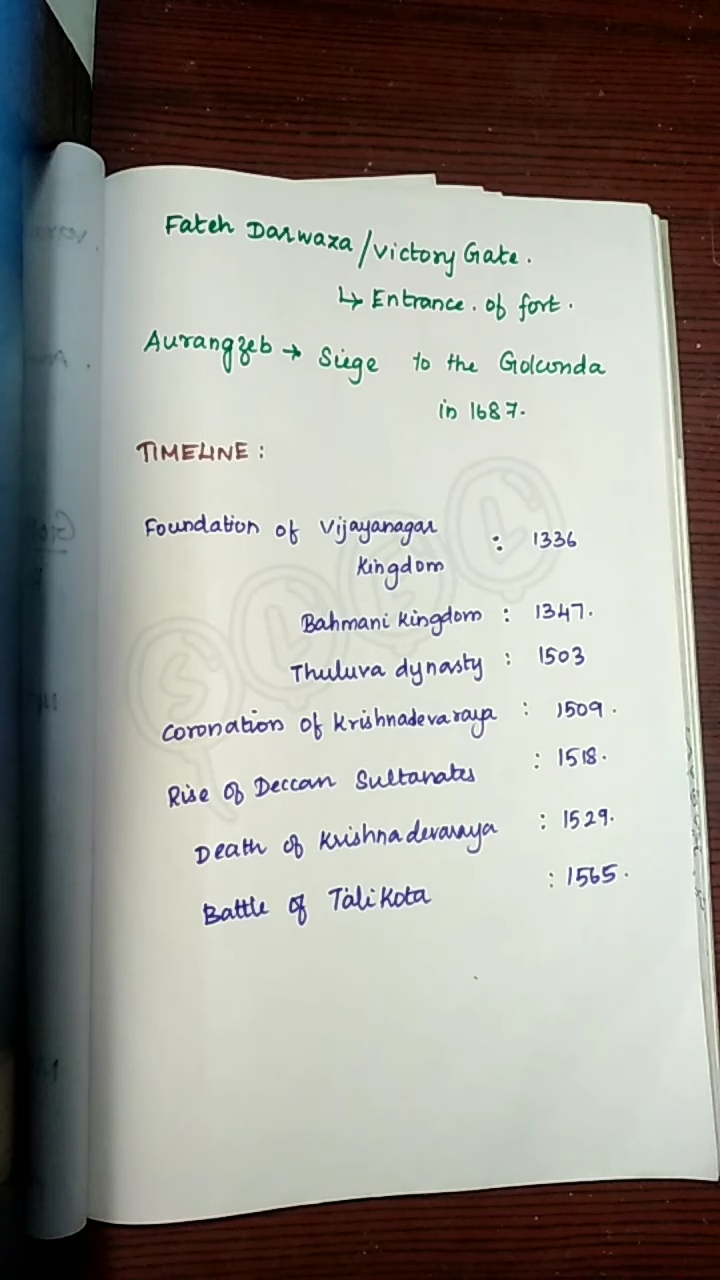 Fateh Darwaza/Victory Gate.
↳ Entrance. of fort.
Aurangzeb → Siege to the Golconda
in 1687.
TIMELINE:
Foundation of Vijayanagar : 1336
Kingdom
Bahmani Kingdom : 1347.
Thuluva dynasty : 1503
Coronation of Krishnadevaraya : 1509.
Rise of Deccan Sultanates : 1518.
Death of Krishnadevaraya : 1529.
Battle of Talikota : 1565.